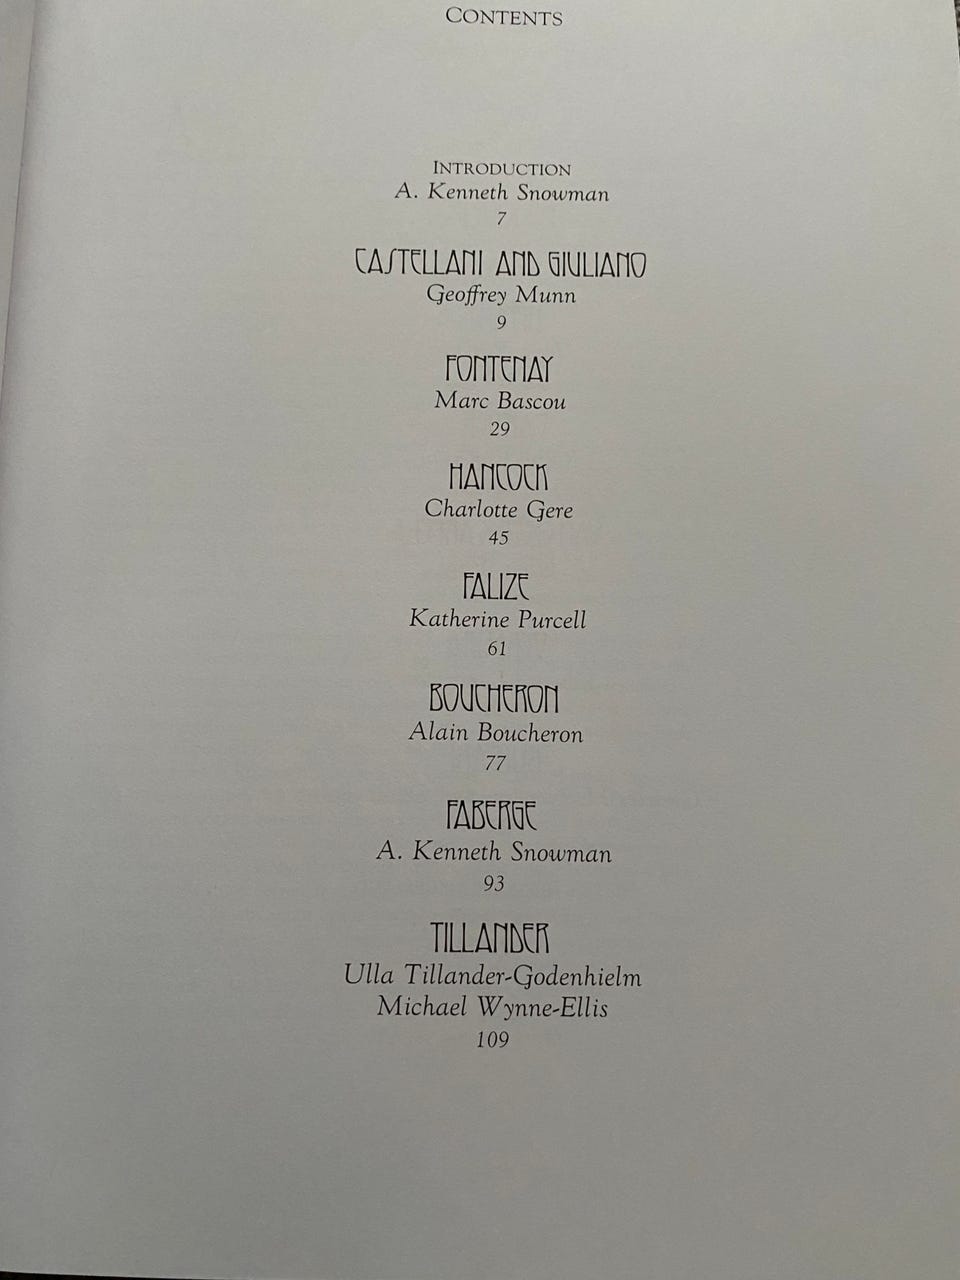 CONTENTS
INTRODUCTION
A. Kenneth Snowman
7
CASTELLANI AND GIULIANO
Geoffrey Munn
9
FONTENAY
Marc Bascou
29
HANCOCK
Charlotte Gere
45
FALIZE
Katherine Purcell
61
BOUCHERON
Alain Boucheron
77
FABERGE
A. Kenneth Snowman
93
TILLANDER
Ulla Tillander-Godenhielm
Michael Wynne-Ellis
109